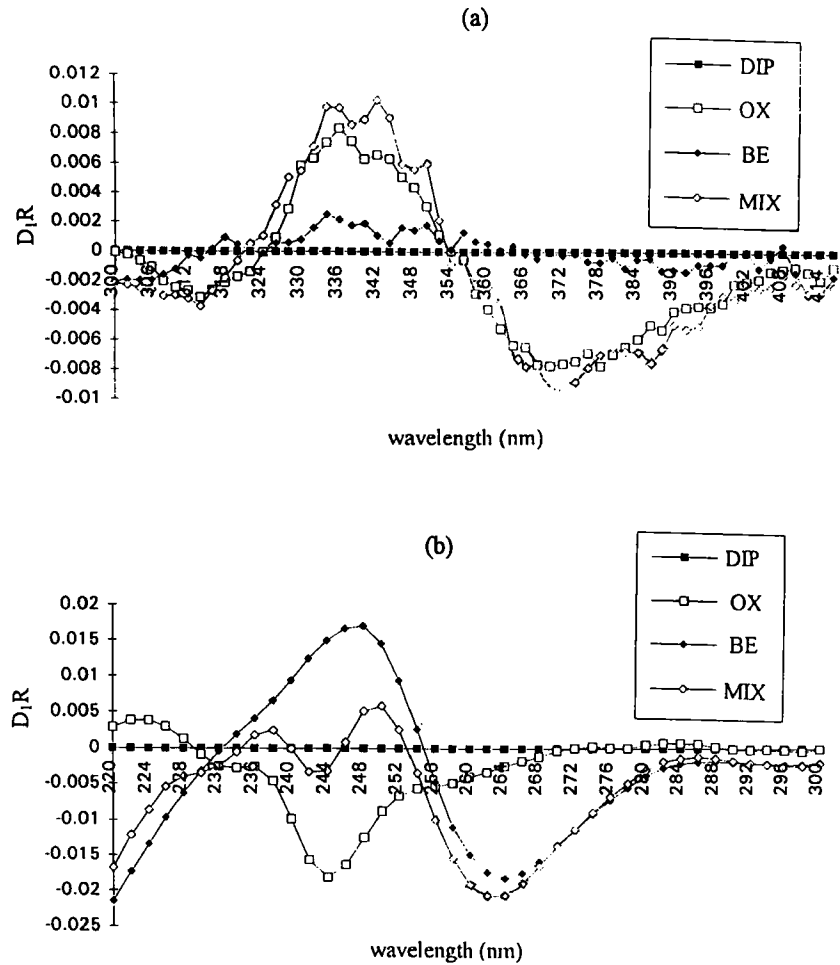 (a)
DIP
OX
BE
MIX
0.012
0.01
0.008
0.006
0.004
0.002
0
-0.002
-0.004
-0.006
-0.008
-0.01
D₁R
300 306 324 330 336 342 348 360 366 372 378 384 390 396 402 414
wavelength (nm)
(b)
DIP
OX
BE
MIX
0.02
0.015
0.01
0.005
0
-0.005
-0.01
-0.015
-0.02
-0.025
D₁R
220 224 228 232 236 240 244 248 252 256 260 264 268 272 276 280 284 288 292 296 300
wavelength (nm)